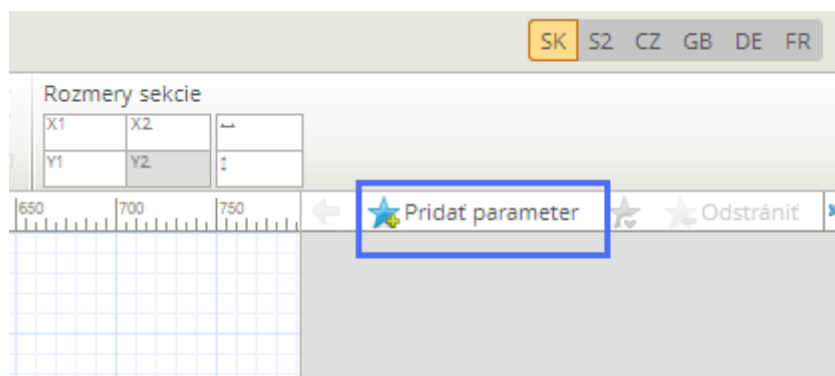 SK S2 CZ GB DE FR
Rozmery sekcie
X1 X2
Y1 Y2
650 700 750 Pridať parameter Odstrániť